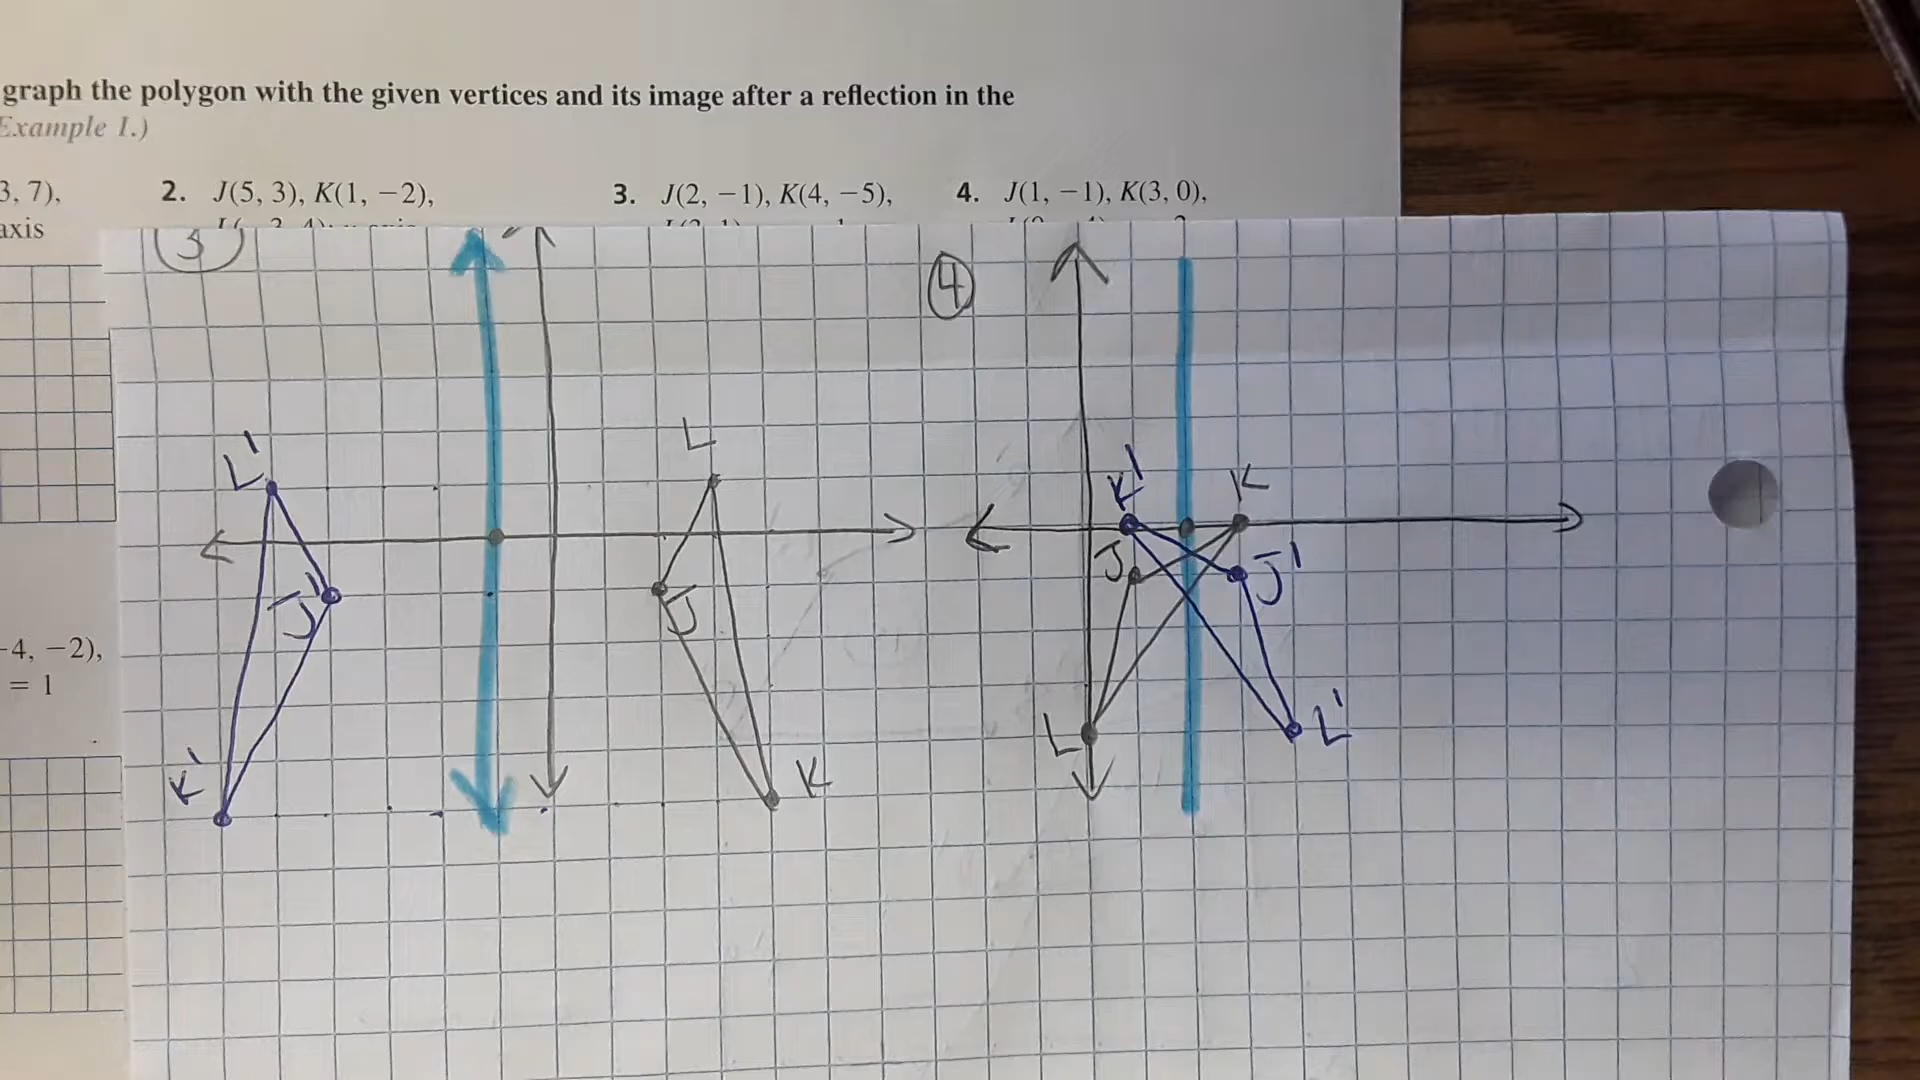 graph the polygon with the given vertices and its image after a reflection in the
Example 1.)
3, 7),
axis
2. J(5, 3), K(1, −2),
3. J(2, −1), K(4, −5),
4. J(1, −1), K(3, 0),
-4, −2),
= 1
3
L'
J'
K'
L
J
K
4
K'
K
J
J'
L
L'